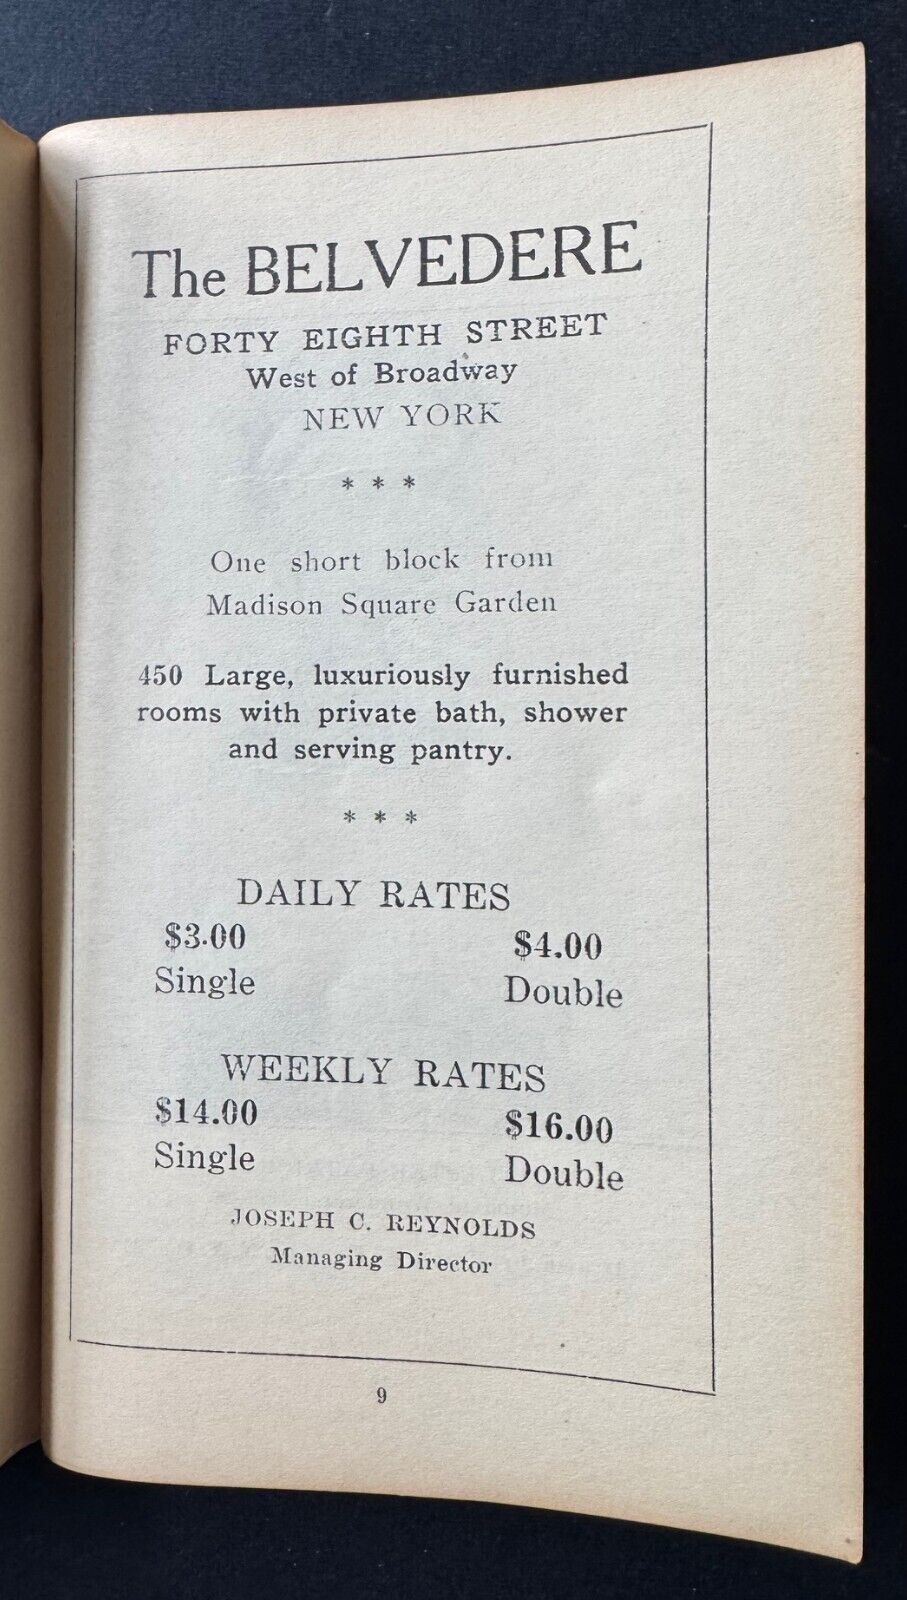 The BELVEDERE
FORTY EIGHTH STREET
West of Broadway
NEW YORK
* * *
One short block from
Madison Square Garden
450 Large, luxuriously furnished
rooms with private bath, shower
and serving pantry.
* * *
DAILY RATES
$3.00 $4.00
Single Double
WEEKLY RATES
$14.00 $16.00
Single Double
JOSEPH C. REYNOLDS
Managing Director
9